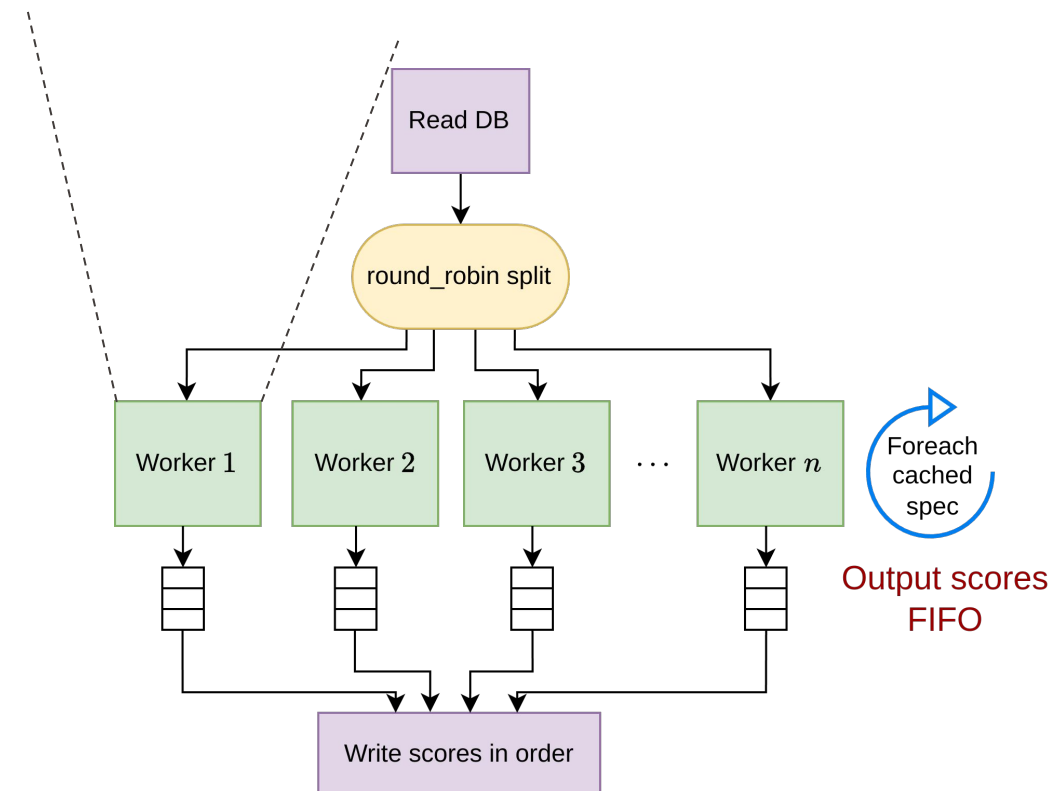 Read DB
round_robin split
Worker 1
Worker 2
Worker 3
...
Worker n
Foreach
cached
spec
Output scores
FIFO
Write scores in order